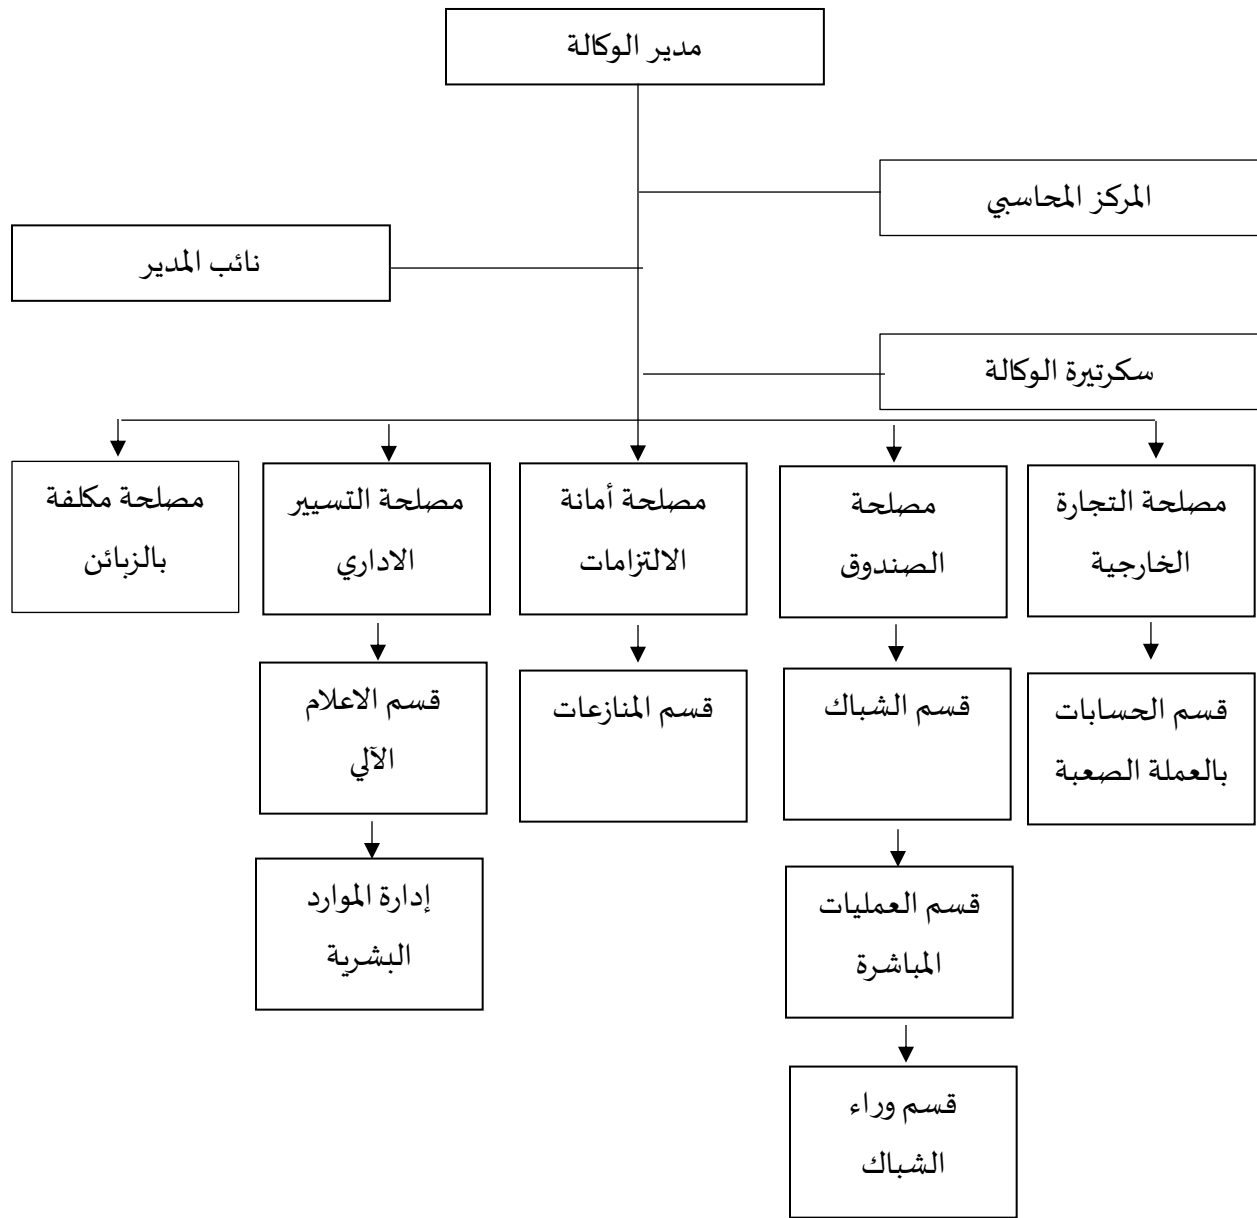 مدير الوكالة
المركز المحاسبي
نائب المدير
سكرتيرة الوكالة
مصلحة التجارة
الخارجية
مصلحة
الصندوق
مصلحة أمانة
الالتزامات
مصلحة التسيير
الاداري
مصلحة مكلفة
بالزبائن
قسم الحسابات
بالعملة الصعبة
قسم الشباك
قسم المنازعات
قسم الاعلام
الآلي
قسم العمليات
المباشرة
إدارة الموارد
البشرية
قسم وراء
الشباك